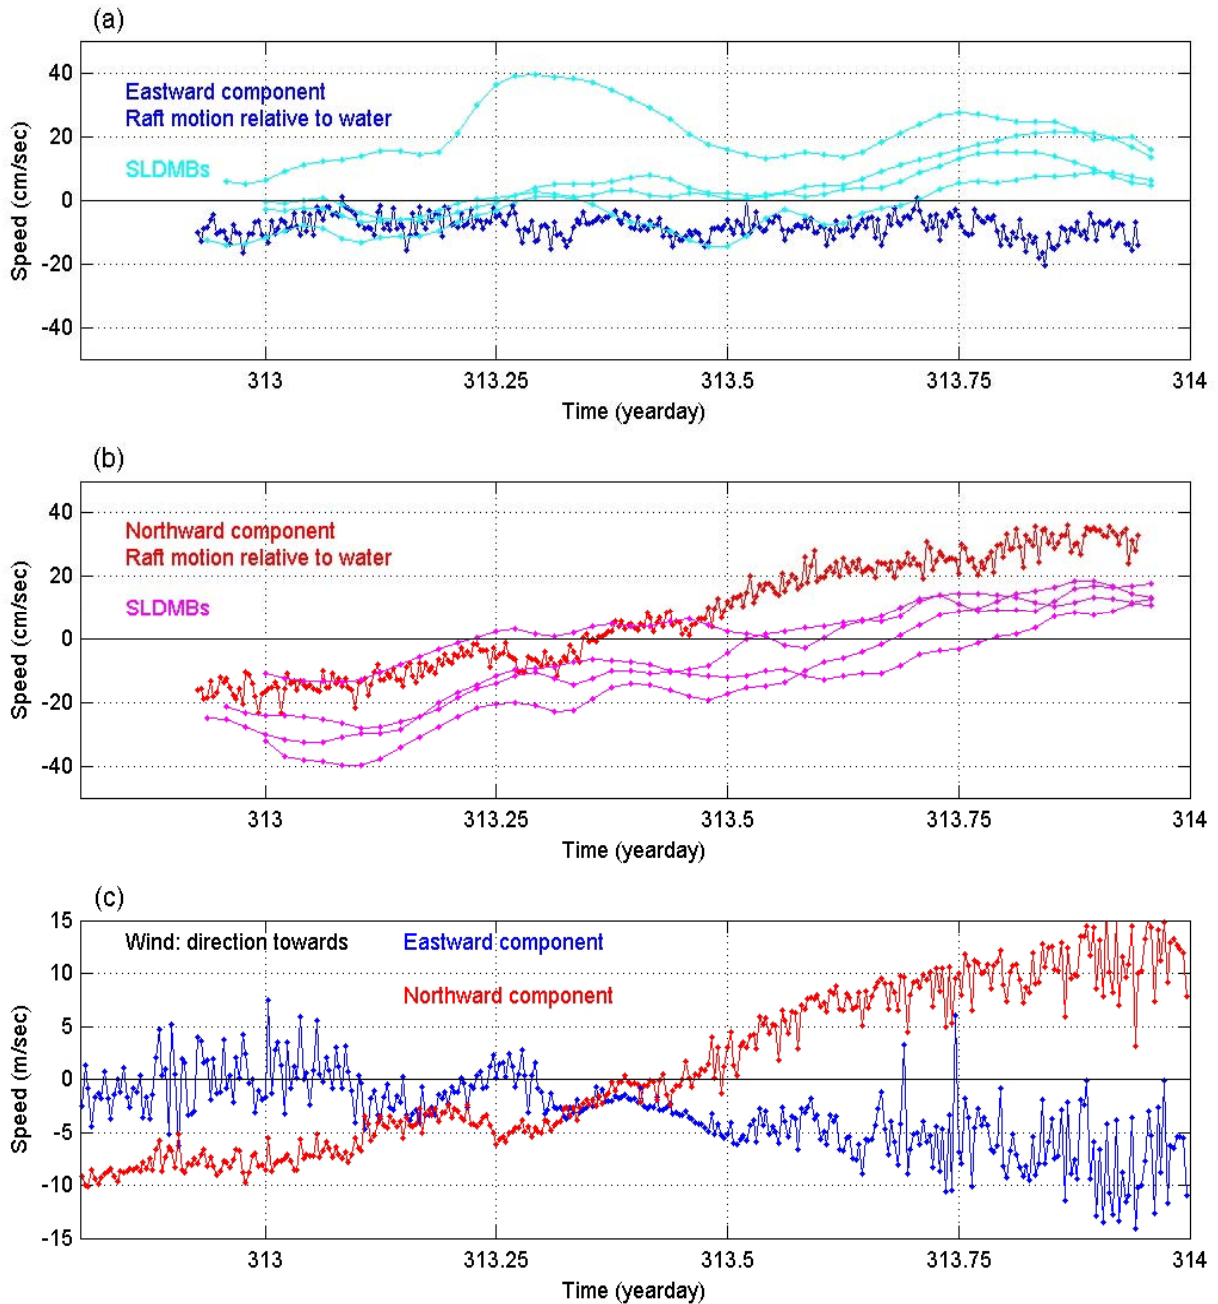 (a)
40
20
0
-20
-40
Speed (cm/sec)
Eastward component
Raft motion relative to water
SLDMBs
313
313.25
313.5
313.75
314
Time (yearday)
(b)
40
20
0
-20
-40
Speed (cm/sec)
Northward component
Raft motion relative to water
SLDMBs
313
313.25
313.5
313.75
314
Time (yearday)
(c)
15
10
5
0
-5
-10
-15
Speed (m/sec)
Wind: direction towards
Eastward component
Northward component
313
313.25
313.5
313.75
314
Time (yearday)